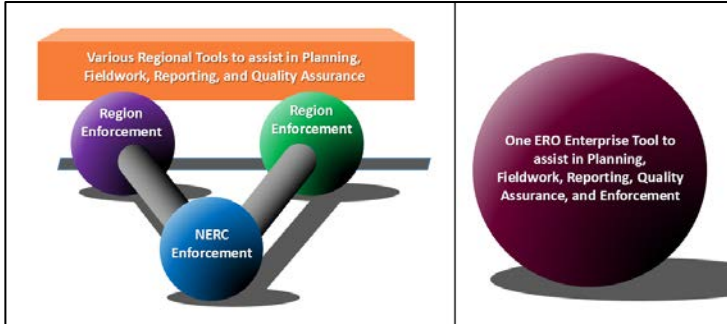 Various Regional Tools to assist in Planning,
Fieldwork, Reporting, and Quality Assurance
Region
Enforcement
Region
Enforcement
NERC
Enforcement
One ERO Enterprise Tool to
assist in Planning,
Fieldwork, Reporting, Quality
Assurance, and Enforcement